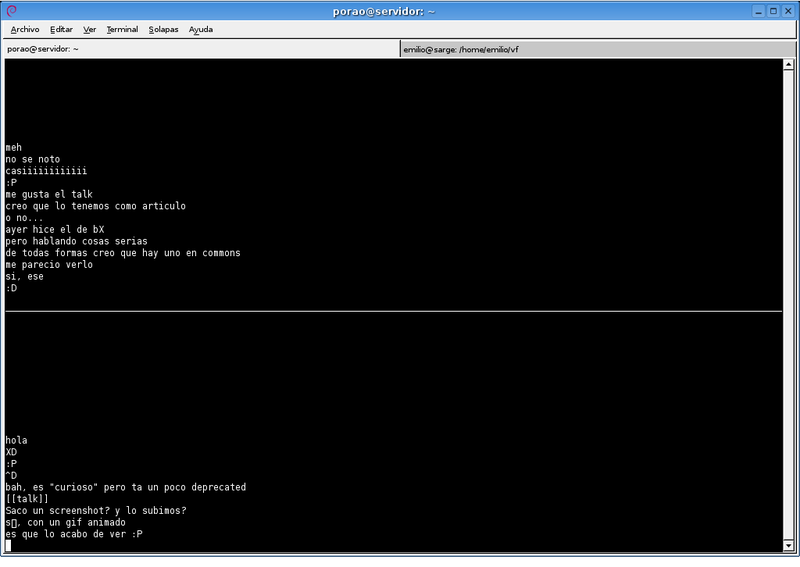 porao@servidor: ~
Archivo Editar Ver Terminal Solapas Ayuda
porao@servidor: ~ emilio@sarge: /home/emilio/vf
meh
no se noto
casiiiiiiiiiiii
:P
me gusta el talk
creo que lo tenemos como articulo
o no...
ayer hice el de bX
pero hablando cosas serias
de todas formas creo que hay uno en commons
me parecio verlo
si, ese
:D
hola
XD
:P
^D
bah, es "curioso" pero ta un poco deprecated
[[talk]]
Saco un screenshot? y lo subimos?
s▯, con un gif animado
es que lo acabo de ver :P